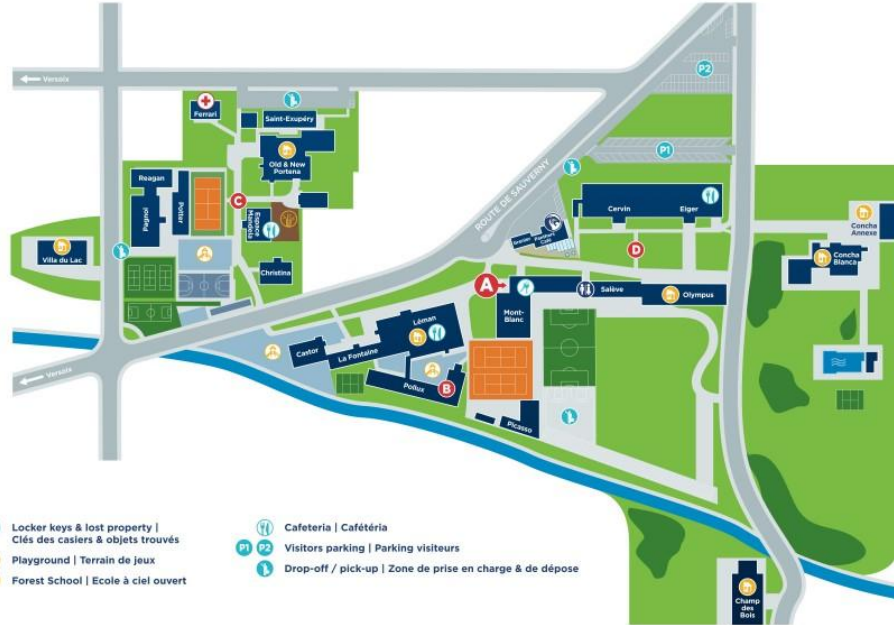 P2
Versoix
Ferrari
Saint-Exupéry
Old & New
Portena
P1
Reagan
Pagnol
Potter
C
Espace
Mandela
ROUTE DE SAUVERNY
Cervin
Eiger
Concha
Annexe
Villa du Lac
Christina
Café
D
Concha
Blanca
A
Salève
Olympus
Mont-
Blanc
Léman
Castor
La Fontaine
Pollux
B
Picasso
Versoix
Locker keys & lost property |
Clés des casiers & objets trouvés
Playground | Terrain de jeux
Forest School | Ecole à ciel ouvert
Cafeteria | Cafétéria
P1 P2 Visitors parking | Parking visiteurs
Drop-off / pick-up | Zone de prise en charge & de dépose
Champ
des
Bois